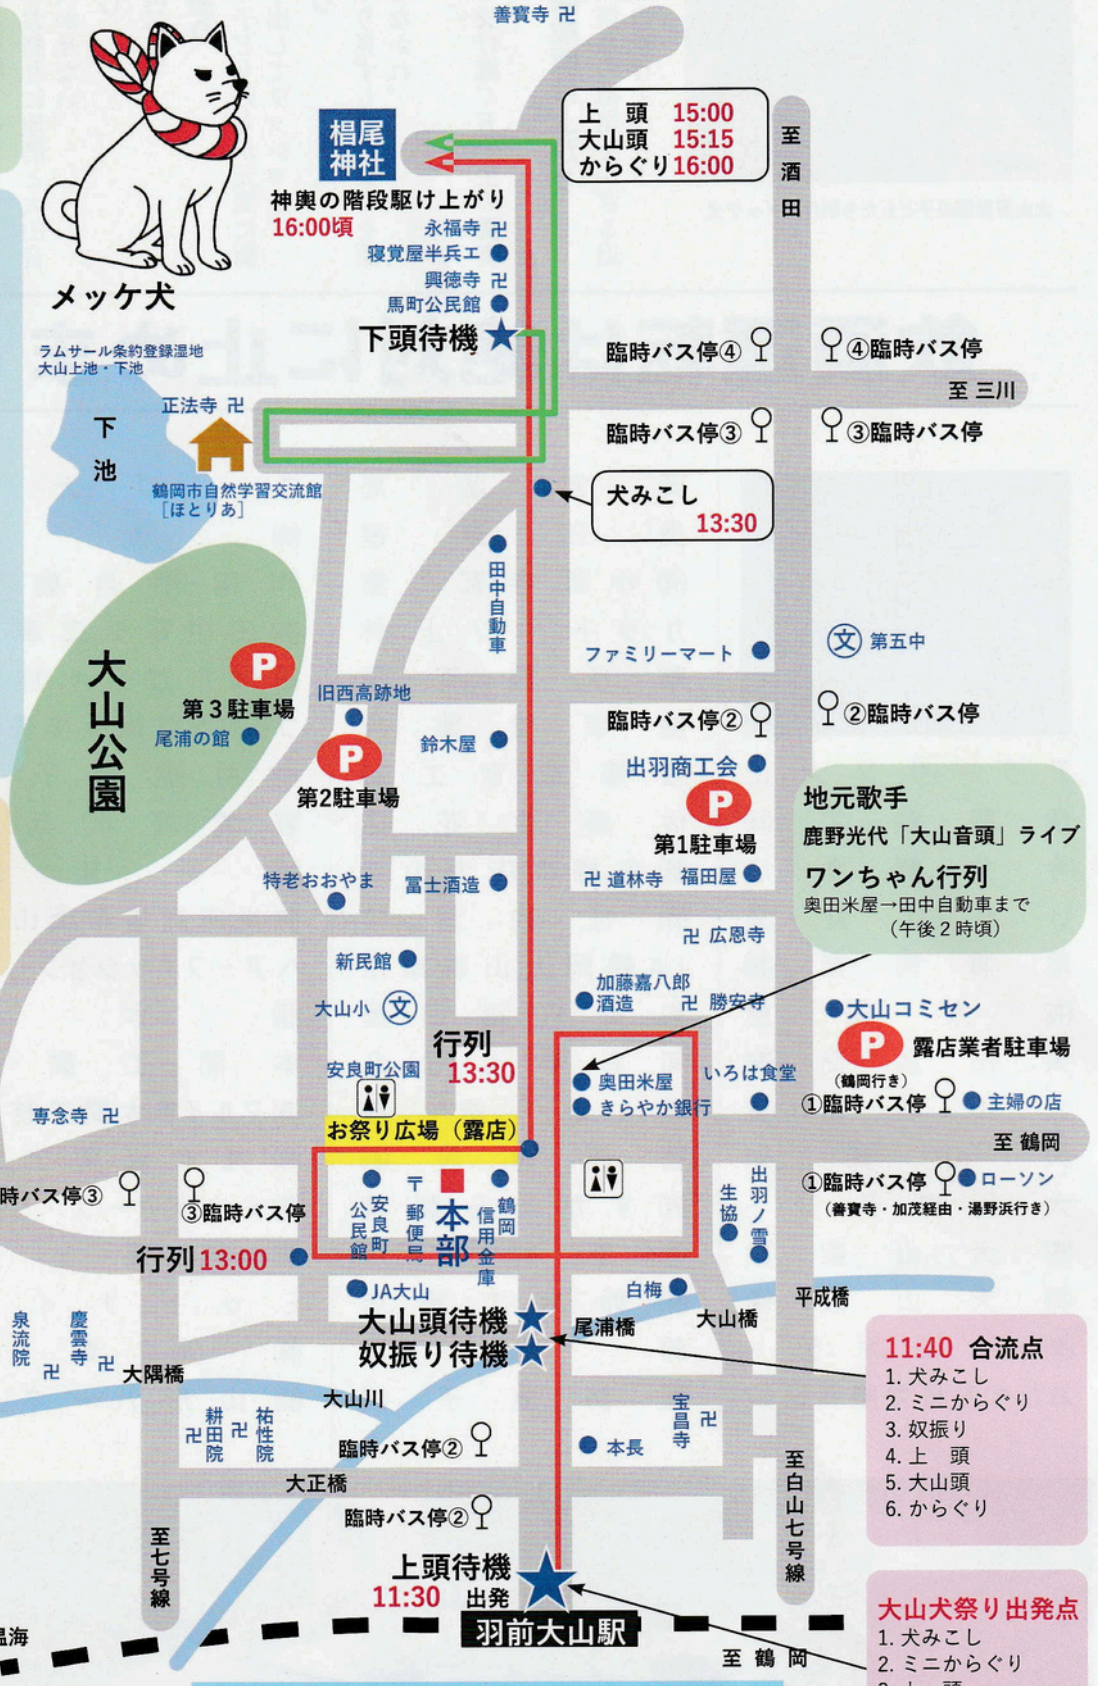 善寳寺 卍
椙尾
神社
上 頭 15:00
大山頭 15:15
からぐり16:00
至酒田
神輿の階段駆け上がり
16:00頃
永福寺 卍
寝覚屋半兵エ
興徳寺 卍
馬町公民館
下頭待機
メッケ犬
ラムサール条約登録湿地
大山上池・下池
下池
正法寺 卍
鶴岡市自然学習交流館
[ほとりあ]
臨時バス停④
④臨時バス停
至 三川
臨時バス停③
③臨時バス停
犬みこし
13:30
田中自動車
ファミリーマート
文 第五中
大山公園
P
第3駐車場
尾浦の館
旧西高跡地
P
第2駐車場
鈴木屋
臨時バス停②
②臨時バス停
出羽商工会
P
第1駐車場
地元歌手
鹿野光代「大山音頭」ライブ
ワンちゃん行列
奥田米屋→田中自動車まで
(午後2時頃)
特老おおやま
冨士酒造
卍 道林寺
福田屋
卍 広恩寺
新民館
大山小 文
加藤嘉八郎
酒造
卍 勝安寺
大山コミセン
P 露店業者駐車場
行列
13:30
安良町公園
奥田米屋
いろは食堂
きらやか銀行
(鶴岡行き)
①臨時バス停
主婦の店
専念寺 卍
お祭り広場(露店)
至 鶴岡
時バス停③
③臨時バス停
安良町
公民館
〒郵便局
本部
鶴岡
信用金庫
生協
出羽ノ雪
①臨時バス停
ローソン
(善寳寺・加茂経由・湯野浜行き)
行列13:00
JA大山
白梅
平成橋
大山頭待機
奴振り待機
尾浦橋
大山橋
泉流院 卍
慶雲寺 卍
大隅橋
11:40 合流点
1. 犬みこし
2. ミニからぐり
3. 奴振り
4. 上 頭
5. 大山頭
6. からぐり
大山川
卍 耕田院
卍 祐性院
臨時バス停②
本長
宝昌寺 卍
大正橋
臨時バス停②
至白山七号線
至七号線
上頭待機
11:30 出発
羽前大山駅
至 鶴 岡
温海
大山犬祭り出発点
1. 犬みこし
2. ミニからぐり